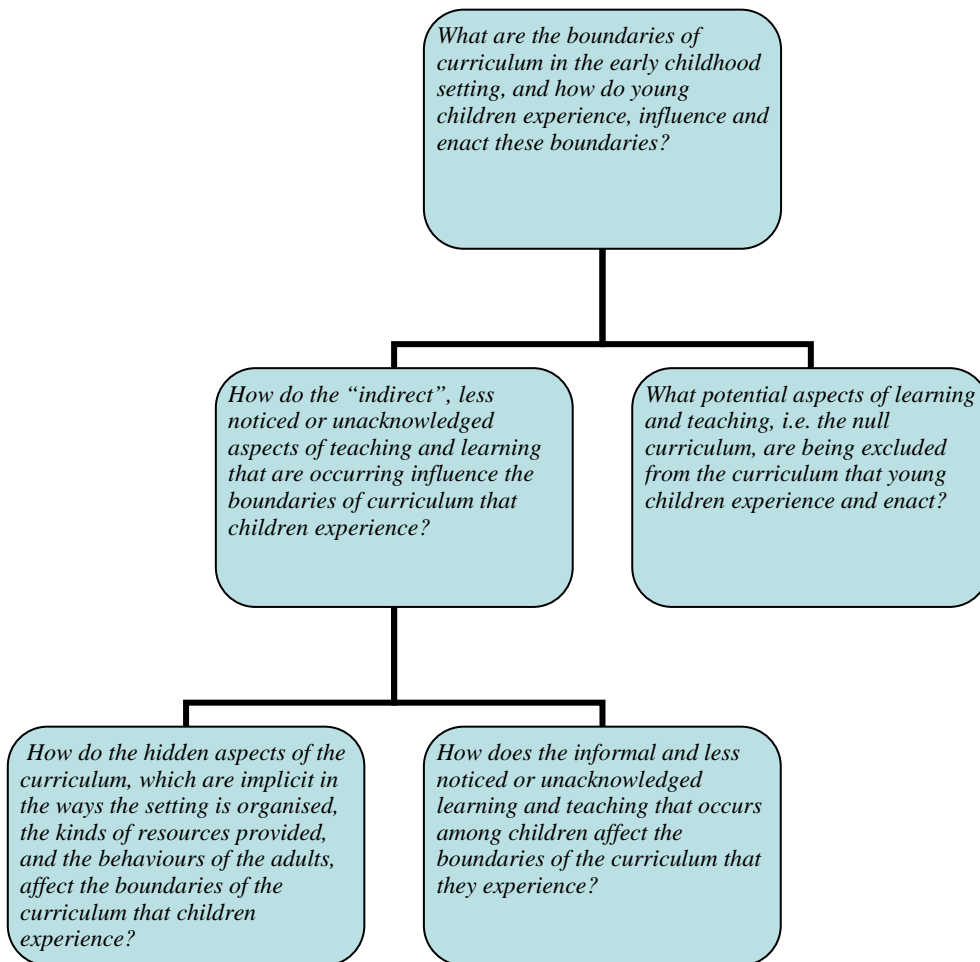 What are the boundaries of
curriculum in the early childhood
setting, and how do young
children experience, influence and
enact these boundaries?
How do the “indirect”, less
noticed or unacknowledged
aspects of teaching and learning
that are occurring influence the
boundaries of curriculum that
children experience?
What potential aspects of learning
and teaching, i.e. the null
curriculum, are being excluded
from the curriculum that young
children experience and enact?
How do the hidden aspects of the
curriculum, which are implicit in
the ways the setting is organised,
the kinds of resources provided,
and the behaviours of the adults,
affect the boundaries of the
curriculum that children
experience?
How does the informal and less
noticed or unacknowledged
learning and teaching that occurs
among children affect the
boundaries of the curriculum that
they experience?